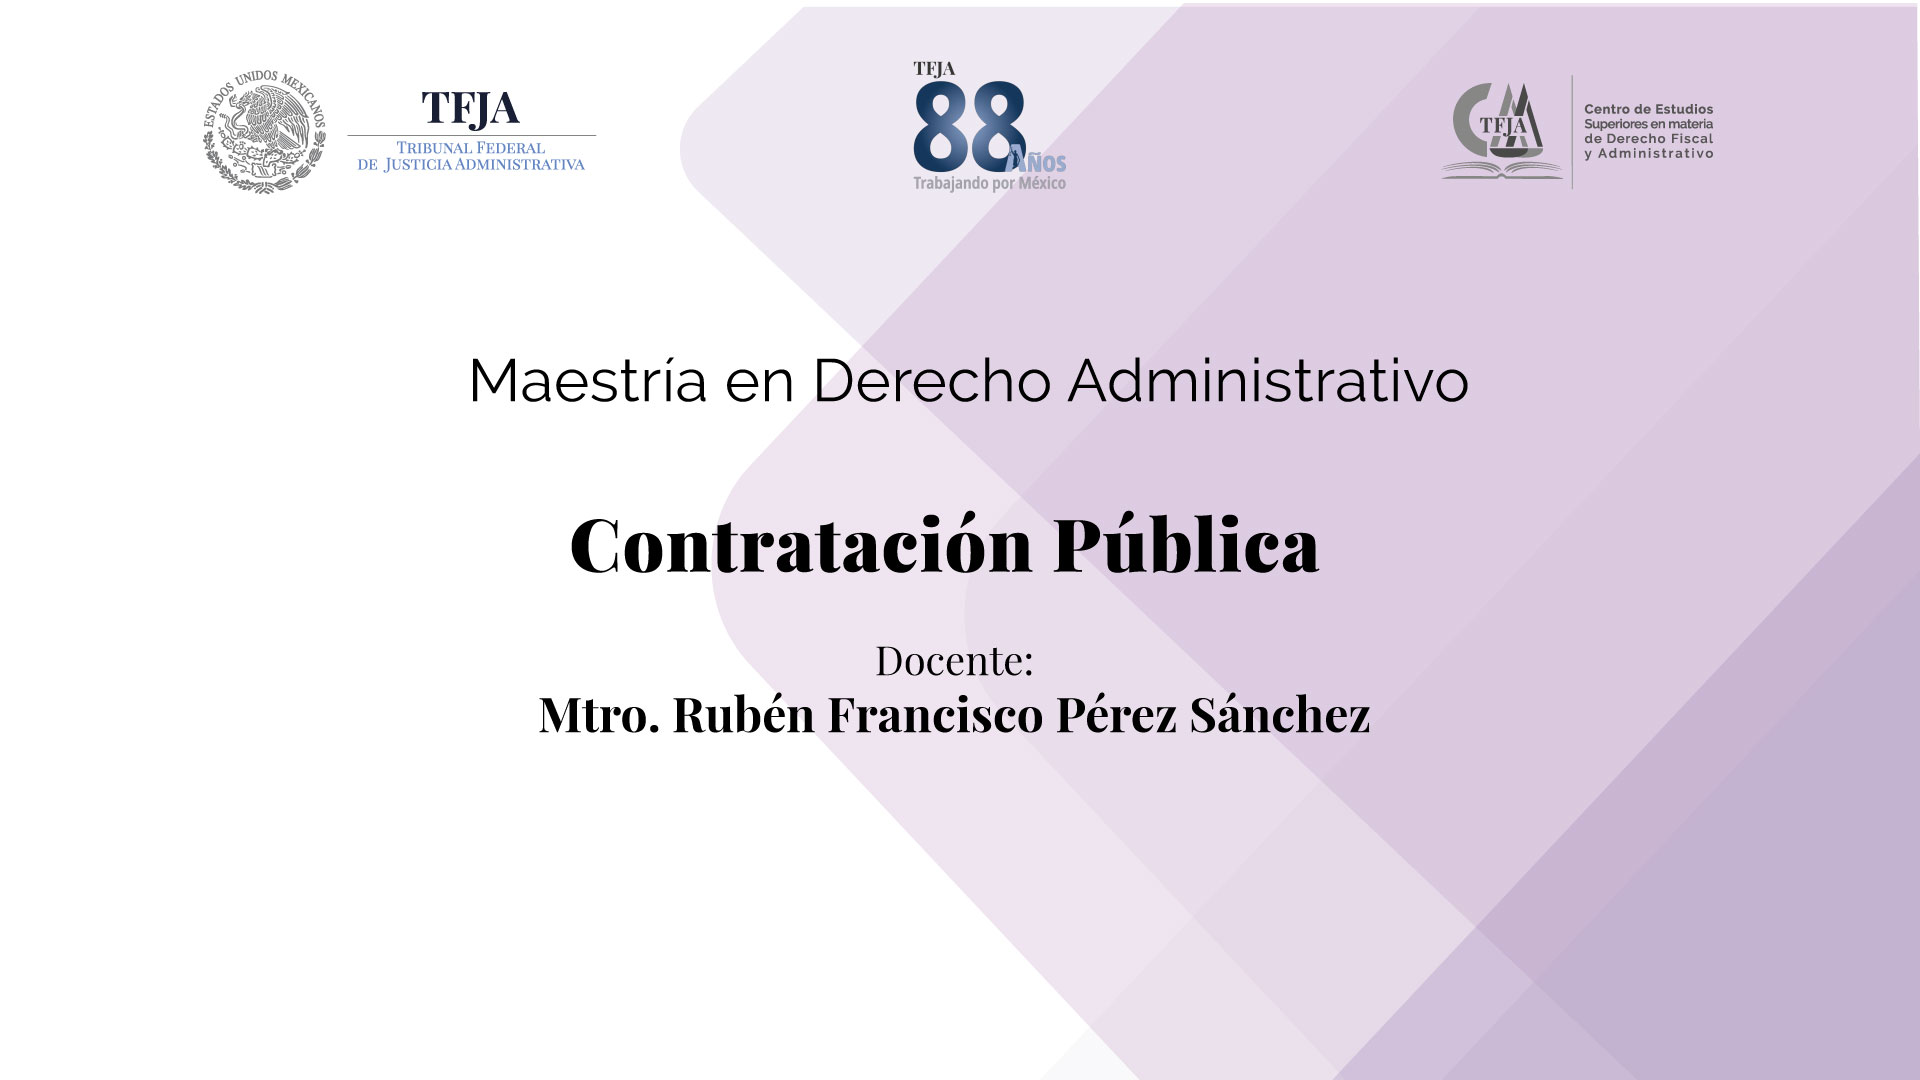 ESTADOS UNIDOS MEXICANOS
TFJA
TRIBUNAL FEDERAL
DE JUSTICIA ADMINISTRATIVA
TFJA
88 AÑOS
Trabajando por México
TFJA
Centro de Estudios
Superiores en materia
de Derecho Fiscal
y Administrativo
Maestría en Derecho Administrativo
Contratación Pública
Docente:
Mtro. Rubén Francisco Pérez Sánchez